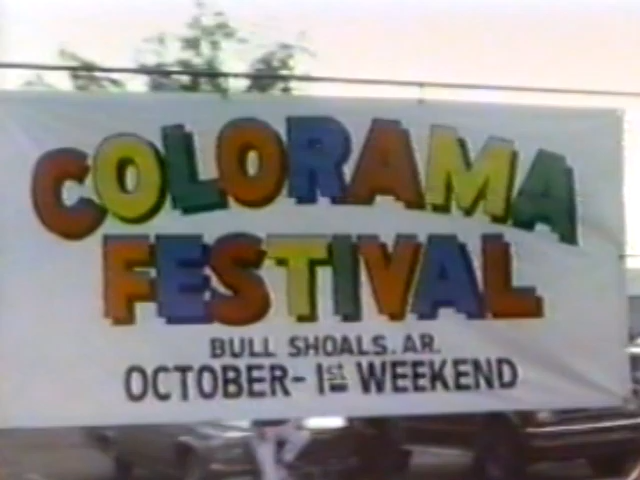 COLORAMA
FESTIVAL
BULL SHOALS. AR.
OCTOBER- 1st WEEKEND